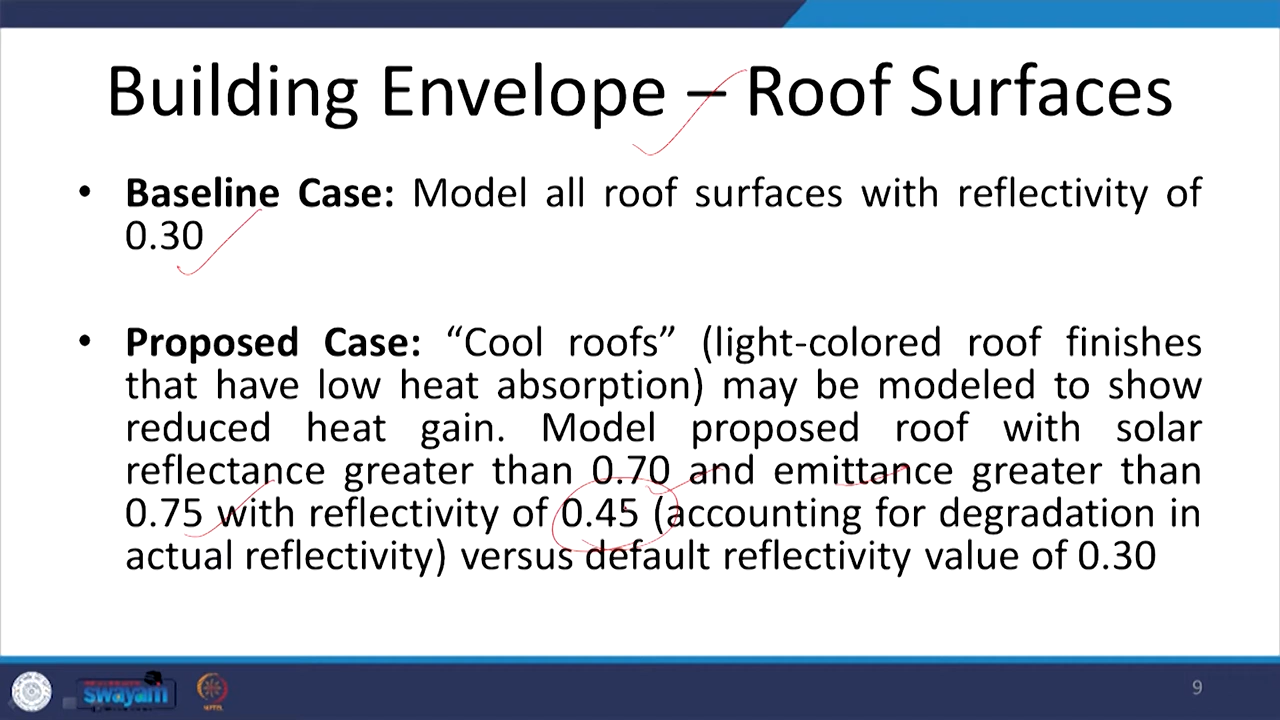 Building Envelope – Roof Surfaces
• Baseline Case: Model all roof surfaces with reflectivity of
0.30
• Proposed Case: “Cool roofs” (light-colored roof finishes
that have low heat absorption) may be modeled to show
reduced heat gain. Model proposed roof with solar
reflectance greater than 0.70 and emittance greater than
0.75 with reflectivity of 0.45 (accounting for degradation in
actual reflectivity) versus default reflectivity value of 0.30
swayam
9